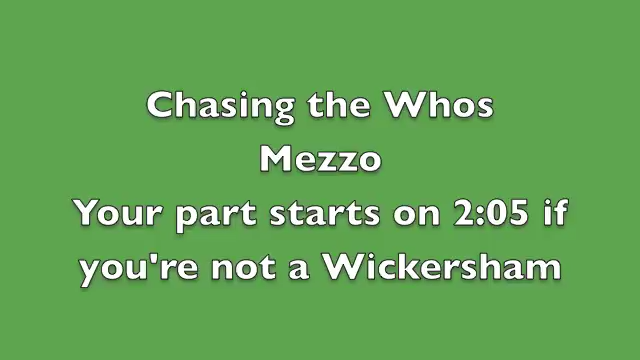 Chasing the Whos
Mezzo
Your part starts on 2:05 if
you're not a Wickersham